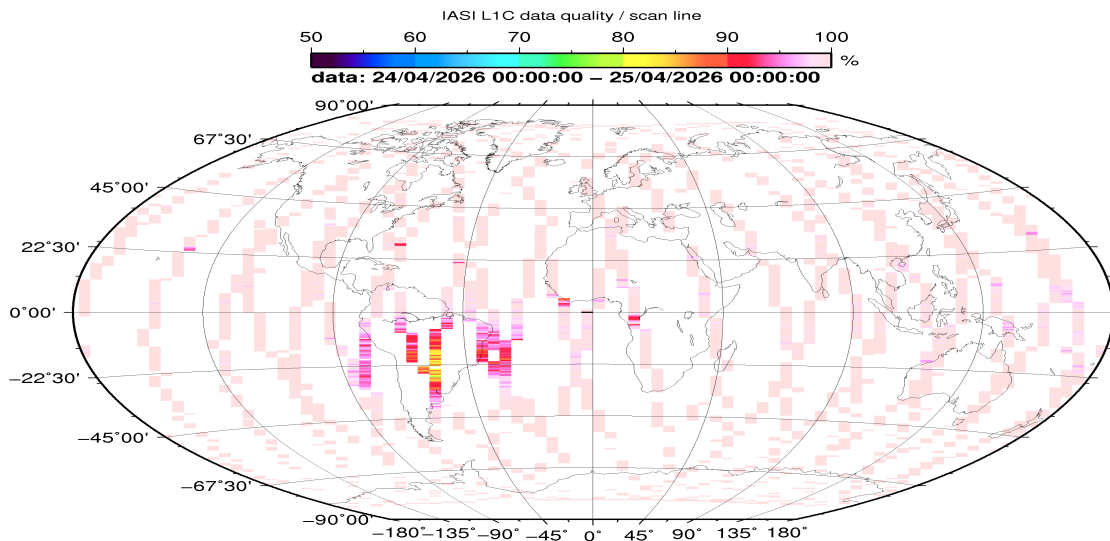 IASI L1C data quality / scan line
50 60 70 80 90 100
%
data: 24/04/2026 00:00:00 – 25/04/2026 00:00:00
90°00'
67°30'
45°00'
22°30'
0°00'
−22°30'
−45°00'
−67°30'
−90°00'
−180° −135° −90° −45° 0° 45° 90° 135° 180°